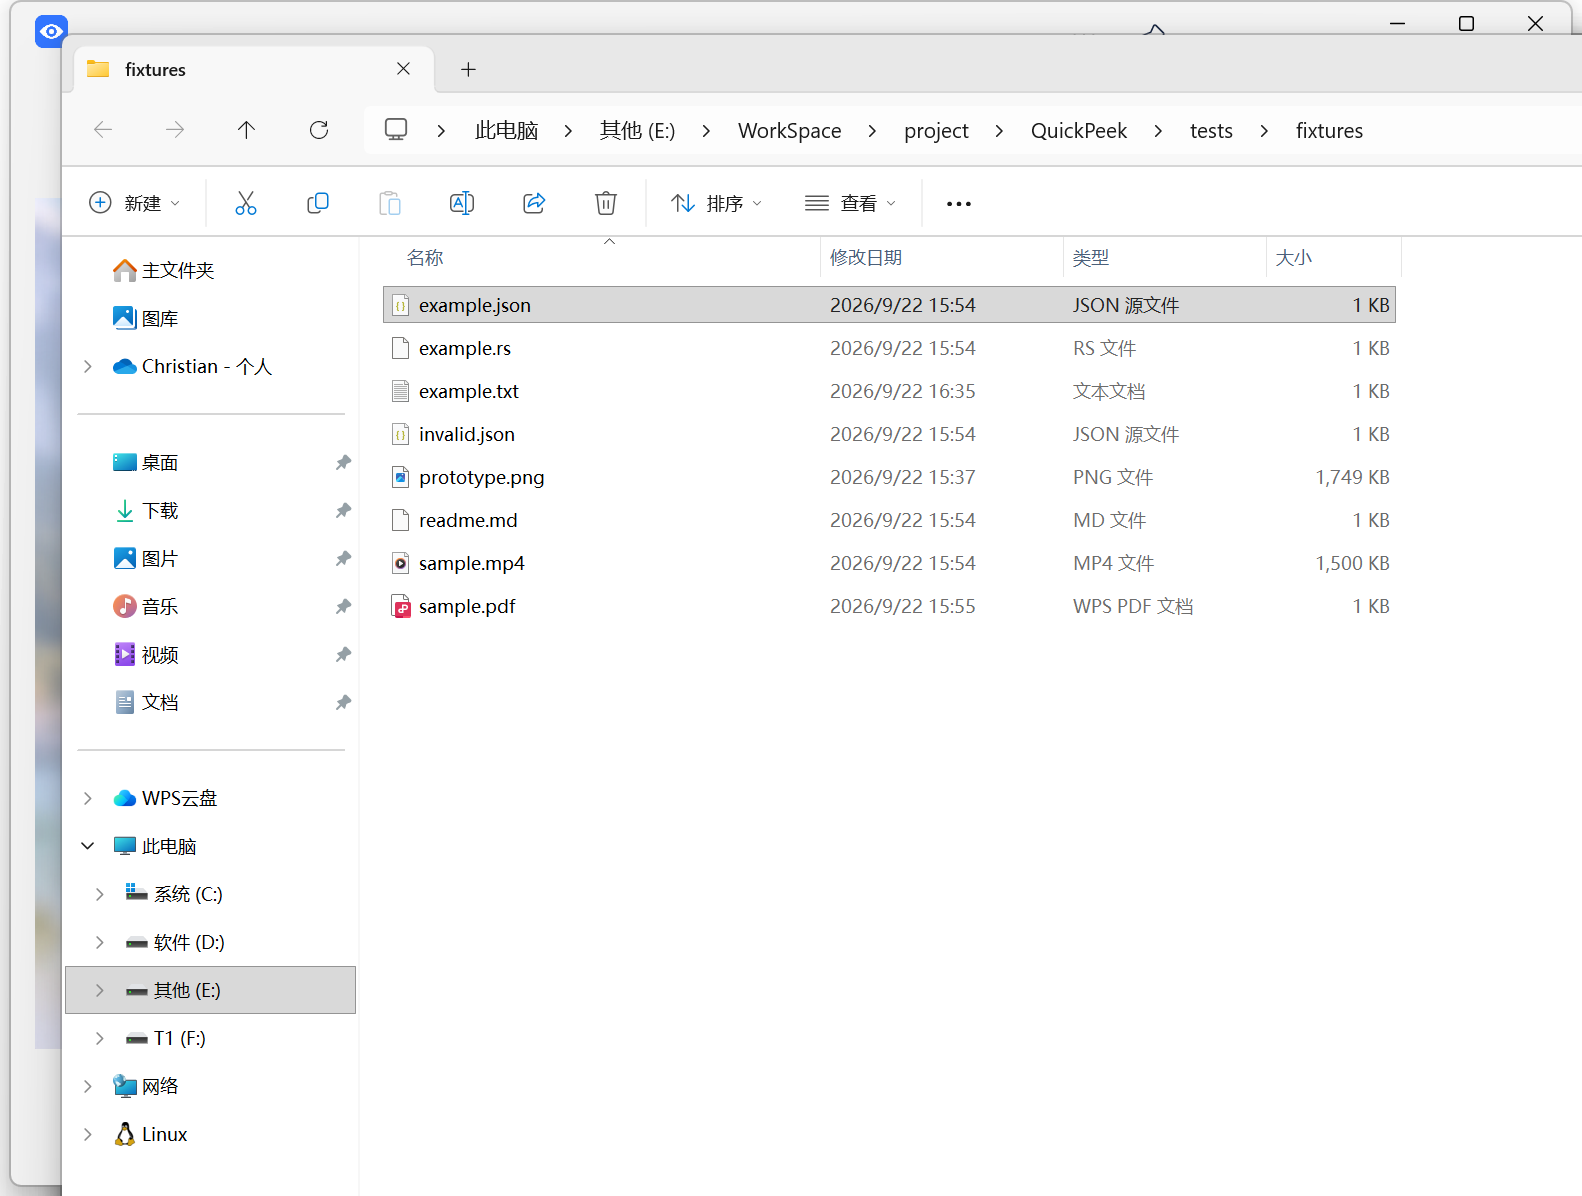 fixtures
此电脑 其他 (E:) WorkSpace project QuickPeek tests fixtures
新建 排序 查看
名称 修改日期 类型 大小
主文件夹
图库
Christian - 个人
桌面
下载
图片
音乐
视频
文档
WPS云盘
此电脑
系统 (C:)
软件 (D:)
其他 (E:)
T1 (F:)
网络
Linux
example.json 2026/9/22 15:54 JSON 源文件 1 KB
example.rs 2026/9/22 15:54 RS 文件 1 KB
example.txt 2026/9/22 16:35 文本文档 1 KB
invalid.json 2026/9/22 15:54 JSON 源文件 1 KB
prototype.png 2026/9/22 15:37 PNG 文件 1,749 KB
readme.md 2026/9/22 15:54 MD 文件 1 KB
sample.mp4 2026/9/22 15:54 MP4 文件 1,500 KB
sample.pdf 2026/9/22 15:55 WPS PDF 文档 1 KB